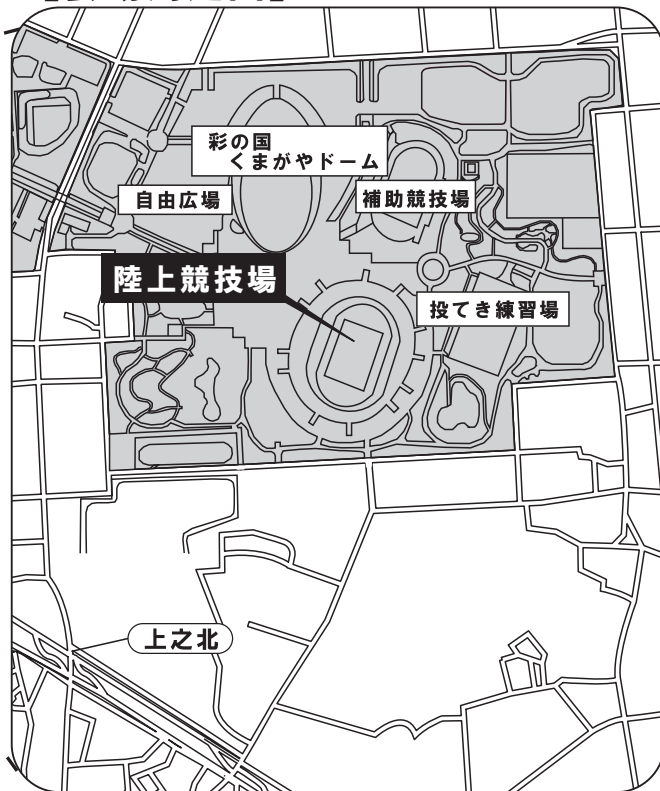 彩の国
くまがやドーム
自由広場
補助競技場
陸上競技場
投てき練習場
上之北